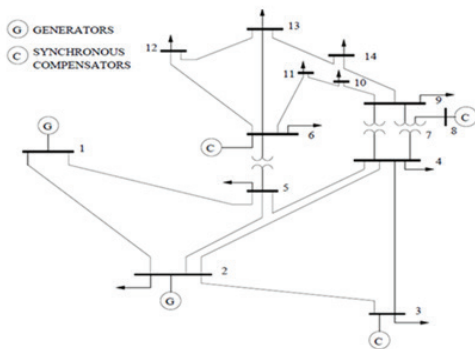 G GENERATORS
C SYNCHRONOUS
COMPENSATORS
13
12
14
11
10
9
G
C
7
8
C
1
6
4
5
2
G
3
C